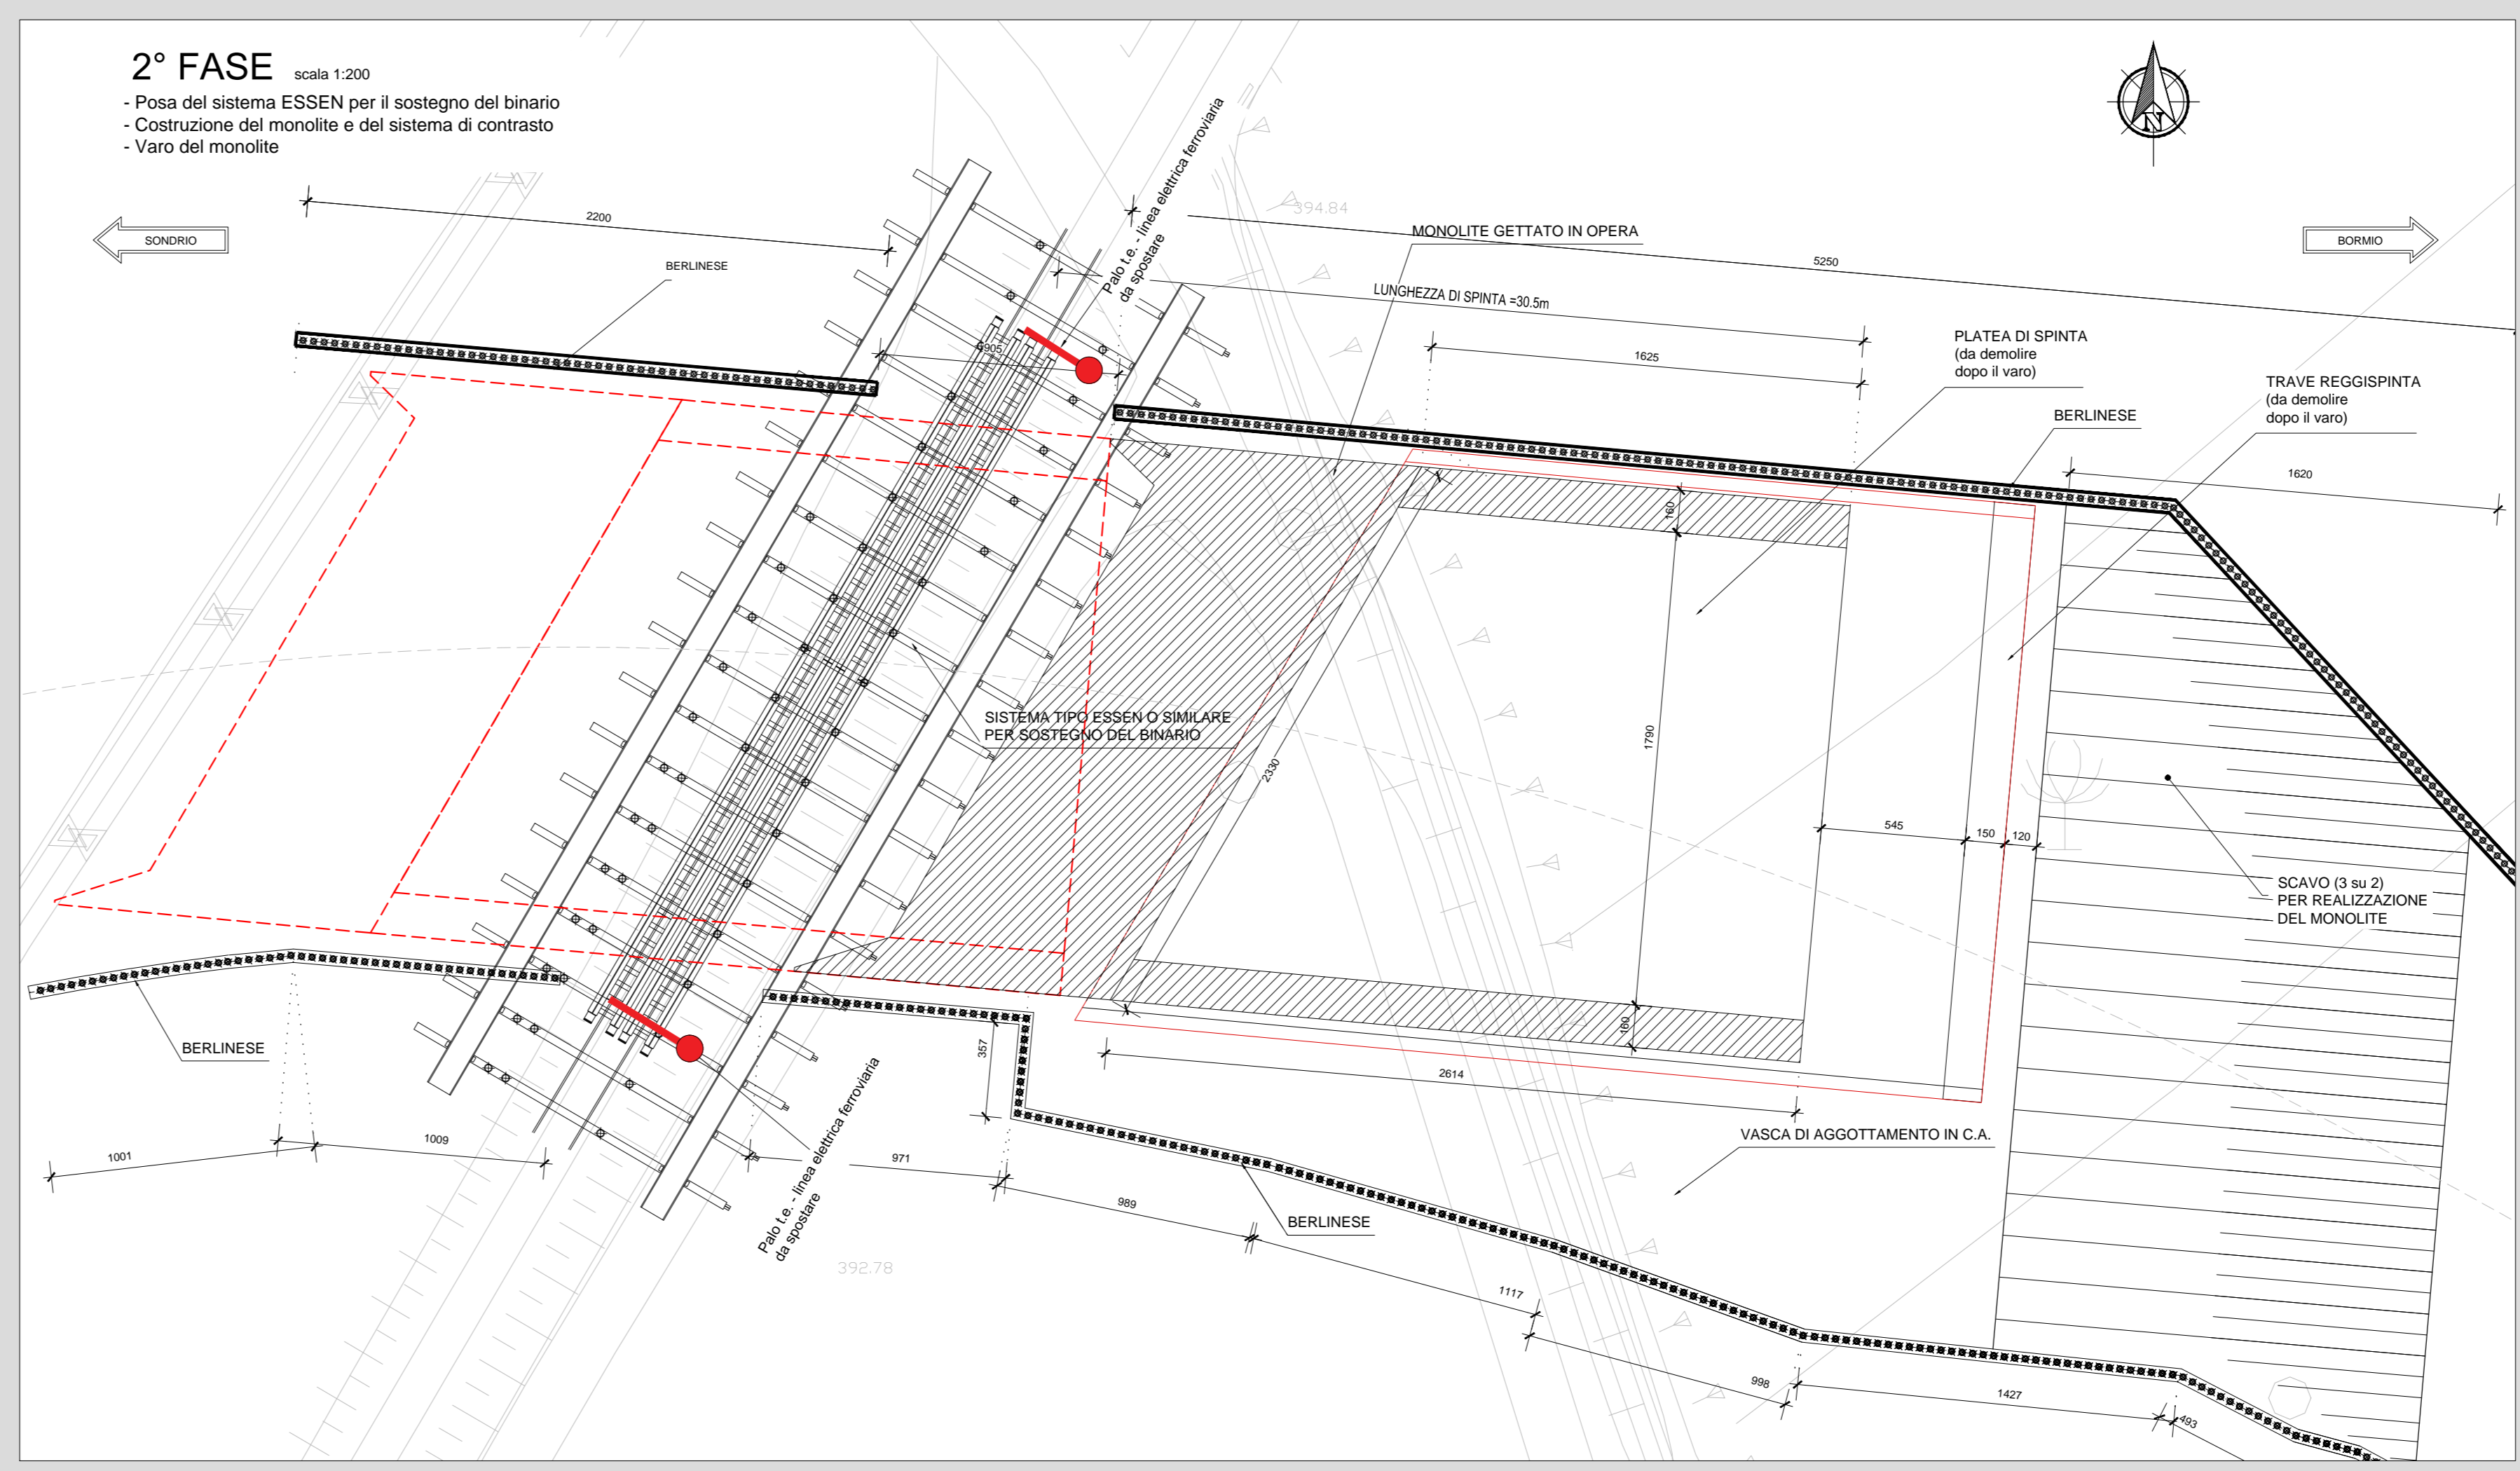 2° FASE scala 1:200
- Posa del sistema ESSEN per il sostegno del binario
- Costruzione del monolite e del sistema di contrasto
- Varo del monolite
N
SONDRIO
BORMIO
2200
BERLINESE
Palo t.e. - linea elettrica ferroviaria
da spostare
394.84
MONOLITE GETTATO IN OPERA
5250
LUNGHEZZA DI SPINTA =30.5m
1625
905
PLATEA DI SPINTA
(da demolire
dopo il varo)
TRAVE REGGISPINTA
(da demolire
dopo il varo)
BERLINESE
1620
160
SISTEMA TIPO ESSEN O SIMILARE
PER SOSTEGNO DEL BINARIO
1790
2330
545
150
120
SCAVO (3 su 2)
PER REALIZZAZIONE
DEL MONOLITE
160
357
BERLINESE
2614
1001
1009
971
VASCA DI AGGOTTAMENTO IN C.A.
989
BERLINESE
Palo t.e. - linea elettrica ferroviaria
da spostare
392.78
1117
998
1427
493